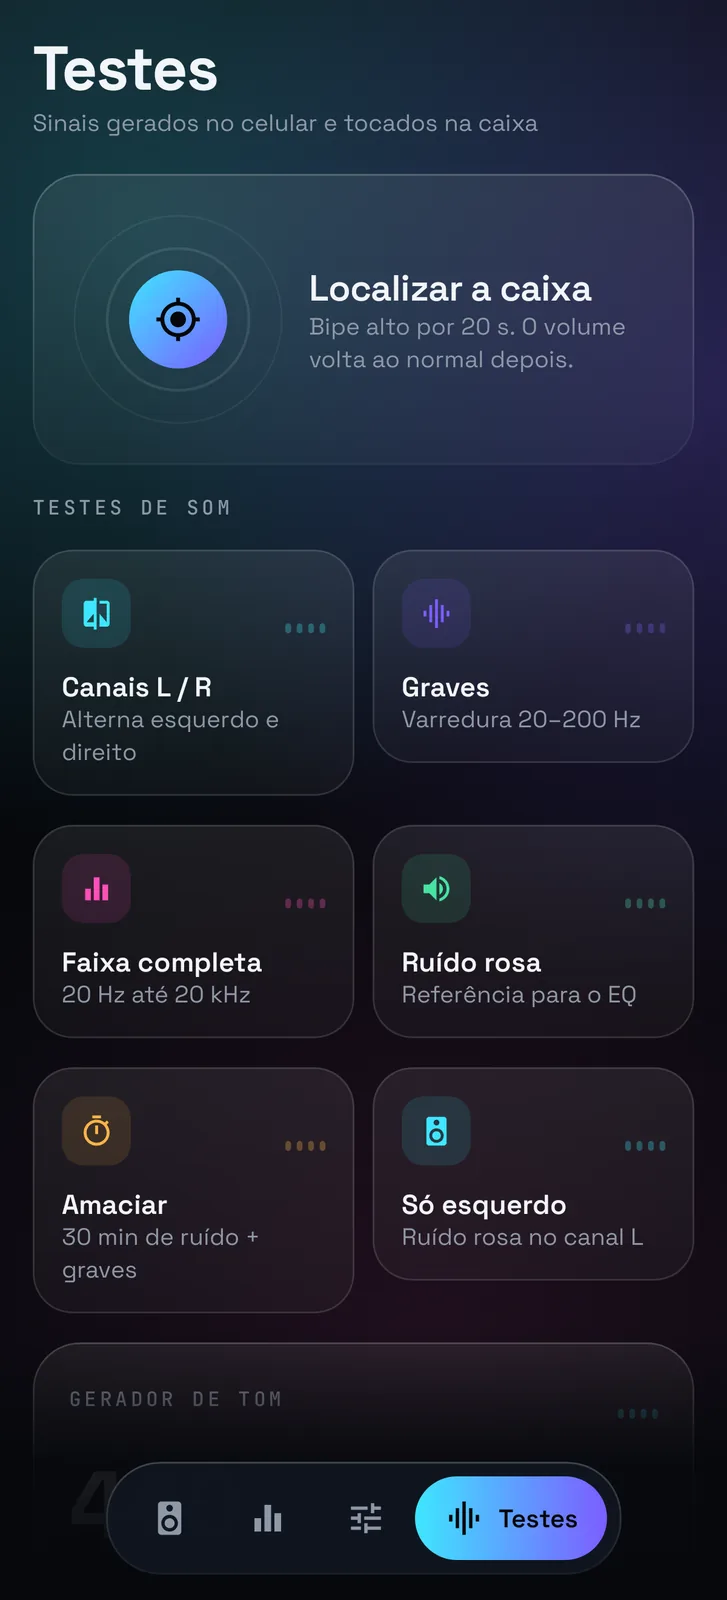 Testes
Sinais gerados no celular e tocados na caixa
Localizar a caixa
Bipe alto por 20 s. O volume
volta ao normal depois.
TESTES DE SOM
Canais L / R
Alterna esquerdo e
direito
Graves
Varredura 20–200 Hz
Faixa completa
20 Hz até 20 kHz
Ruído rosa
Referência para o EQ
Amaciar
30 min de ruído +
graves
Só esquerdo
Ruído rosa no canal L
GERADOR DE TOM
4
Testes